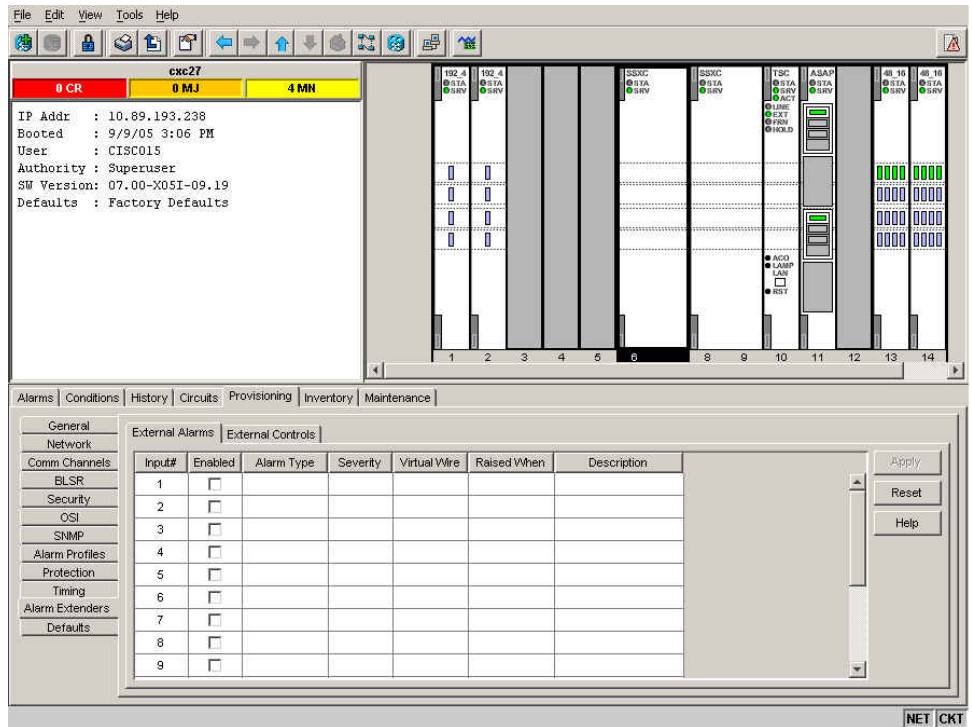 File Edit View Tools Help
cxc27
0 CR 0 MJ 4 MN
IP Addr : 10.89.193.238
Booted : 9/9/05 3:06 PM
User : CISCO15
Authority : Superuser
SW Version: 07.00-X05I-09.19
Defaults : Factory Defaults
192_4 192_4 SSXC SSXC TSC ASAP 48_16 48_16
STA STA STA STA STA STA STA STA
SRV SRV SRV SRV SRV SRV SRV SRV
ACT
LINE
EXT
FRN
HOLD
ACO
LAMP
LAN
RST
1 2 3 4 5 6 8 9 10 11 12 13 14
Alarms Conditions History Circuits Provisioning Inventory Maintenance
General
Network
Comm Channels
BLSR
Security
OSI
SNMP
Alarm Profiles
Protection
Timing
Alarm Extenders
Defaults
External Alarms External Controls
Input# Enabled Alarm Type Severity Virtual Wire Raised When Description
1
2
3
4
5
6
7
8
9
Apply
Reset
Help
NET CKT